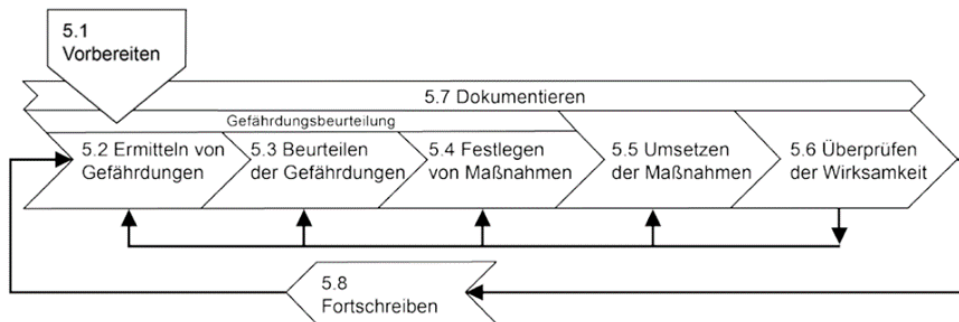 5.1
Vorbereiten
5.7 Dokumentieren
Gefährdungsbeurteilung
5.2 Ermitteln von
Gefährdungen
5.3 Beurteilen
der Gefährdungen
5.4 Festlegen
von Maßnahmen
5.5 Umsetzen
der Maßnahmen
5.6 Überprüfen
der Wirksamkeit
5.8
Fortschreiben